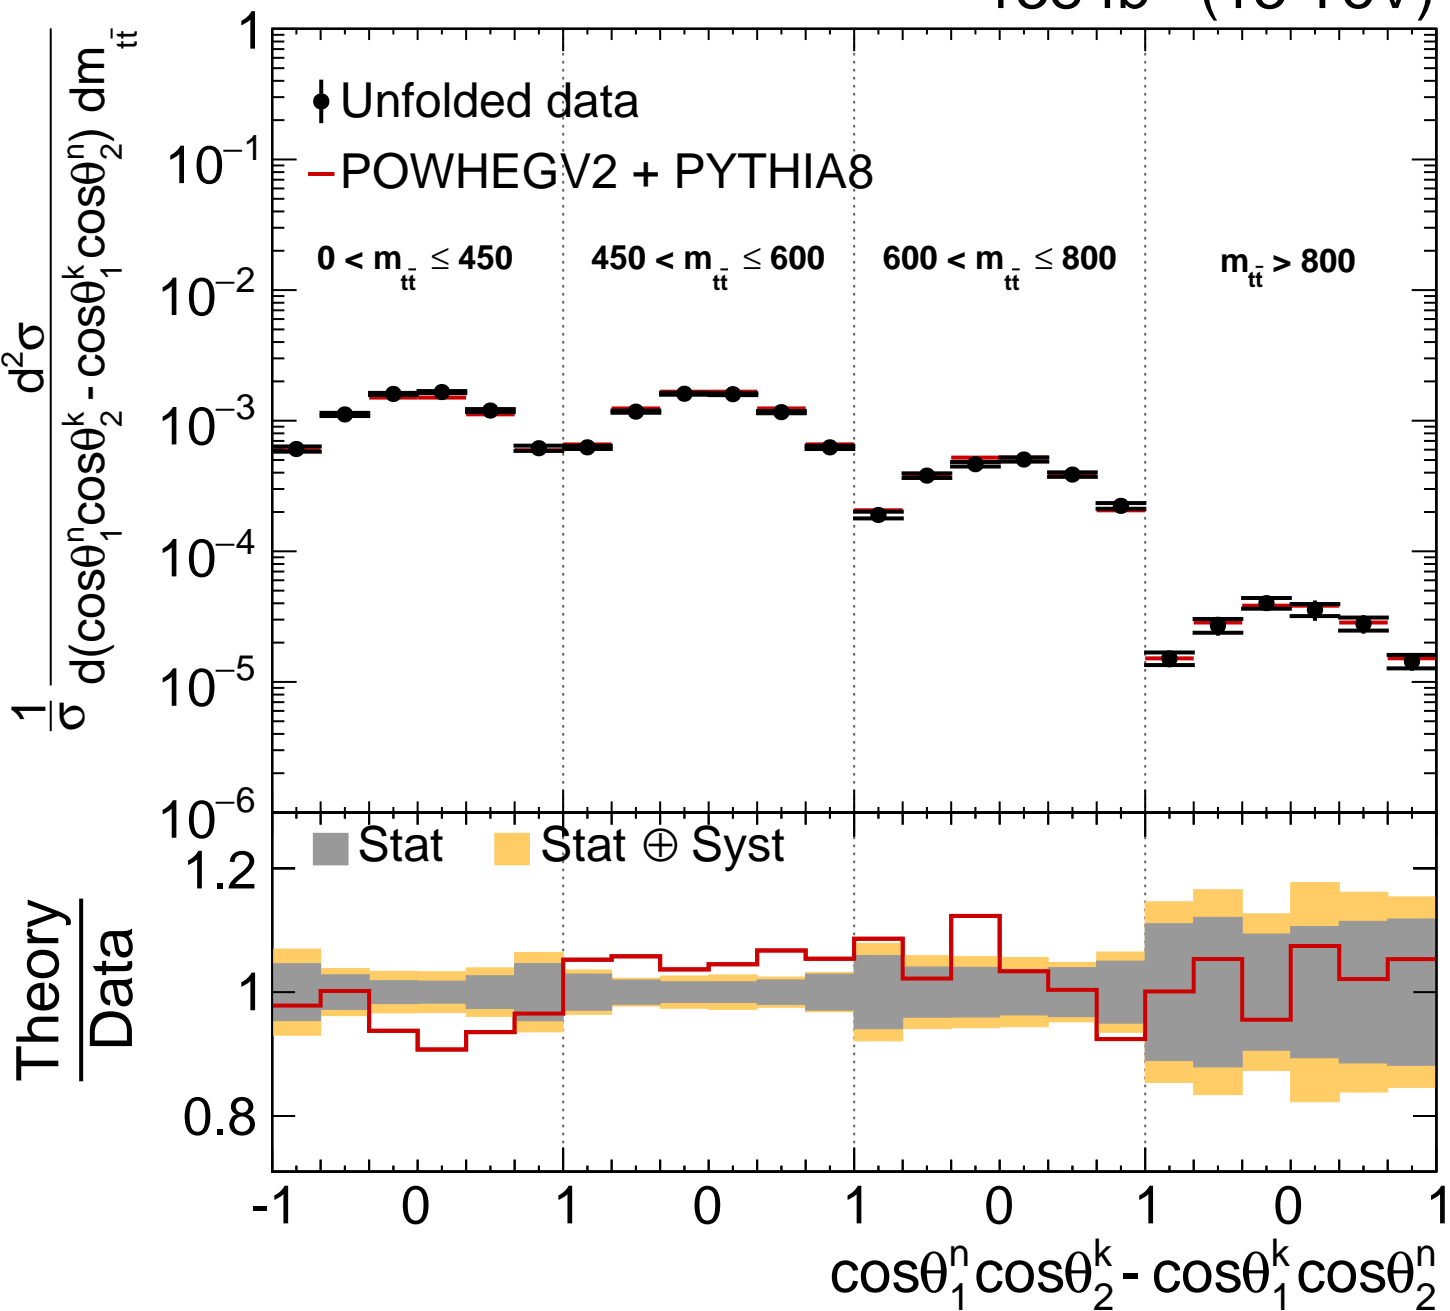 1
Unfolded data
10⁻¹
POWHEGV2 + PYTHIA8
0 < m_tt̄ ≤ 450
450 < m_tt̄ ≤ 600
600 < m_tt̄ ≤ 800
m_tt̄ > 800
10⁻²
10⁻³
10⁻⁴
10⁻⁵
10⁻⁶
1/σ d²σ / d(cosθ₁ⁿcosθ₂ᵏ - cosθ₁ᵏcosθ₂ⁿ) dm_tt̄
Stat
Stat ⊕ Syst
1.2
1
0.8
Theory
Data
-1 0 1 0 1 0 1 0 1
cosθ₁ⁿcosθ₂ᵏ - cosθ₁ᵏcosθ₂ⁿ